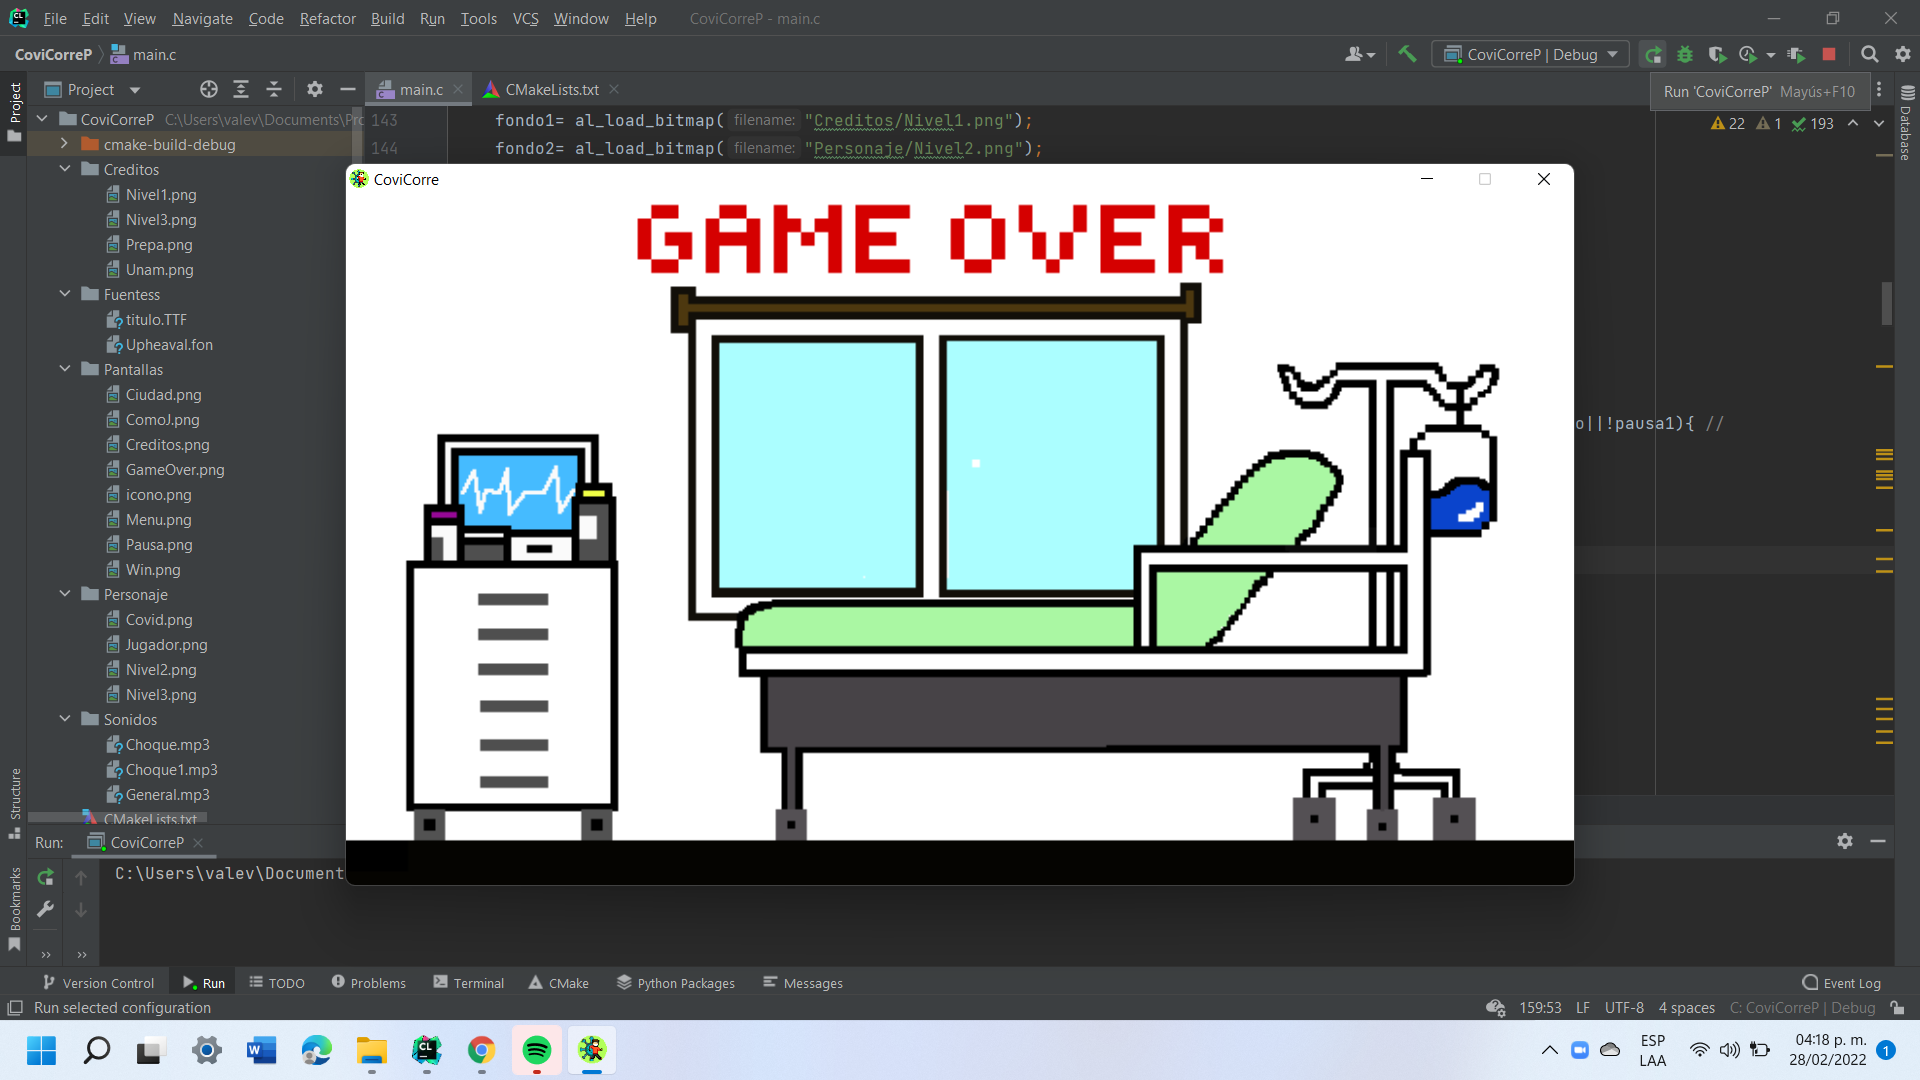 File Edit View Navigate Code Refactor Build Run Tools VCS Window Help CoviCorreP - main.c
CoviCorreP main.c CoviCorreP | Debug
Project main.c CMakeLists.txt Run 'CoviCorreP' Mayús+F10
Project
CoviCorreP C:\Users\valev\Documents\Pro 143 fondo1= al_load_bitmap( filename: "Creditos/Nivel1.png"); 22 1 193
cmake-build-debug 144 fondo2= al_load_bitmap( filename: "Personaje/Nivel2.png");
Database
Creditos
Nivel1.png
Nivel3.png
Prepa.png
Unam.png
Fuentess
titulo.TTF
Upheaval.fon
Pantallas
Ciudad.png
ComoJ.png
Creditos.png
GameOver.png
icono.png
Menu.png
Pausa.png
Win.png
Personaje
Covid.png
Jugador.png
Nivel2.png
Nivel3.png
Sonidos
Choque.mp3
Choque1.mp3
General.mp3
CMakeLists.txt
CoviCorre
GAME OVER
o||!pausa1){ //
Structure
Bookmarks
Run: CoviCorreP
C:\Users\valev\Document
Version Control Run TODO Problems Terminal CMake Python Packages Messages Event Log
Run selected configuration 159:53 LF UTF-8 4 spaces C: CoviCorreP | Debug
ESP 04:18 p. m.
LAA 28/02/2022 1